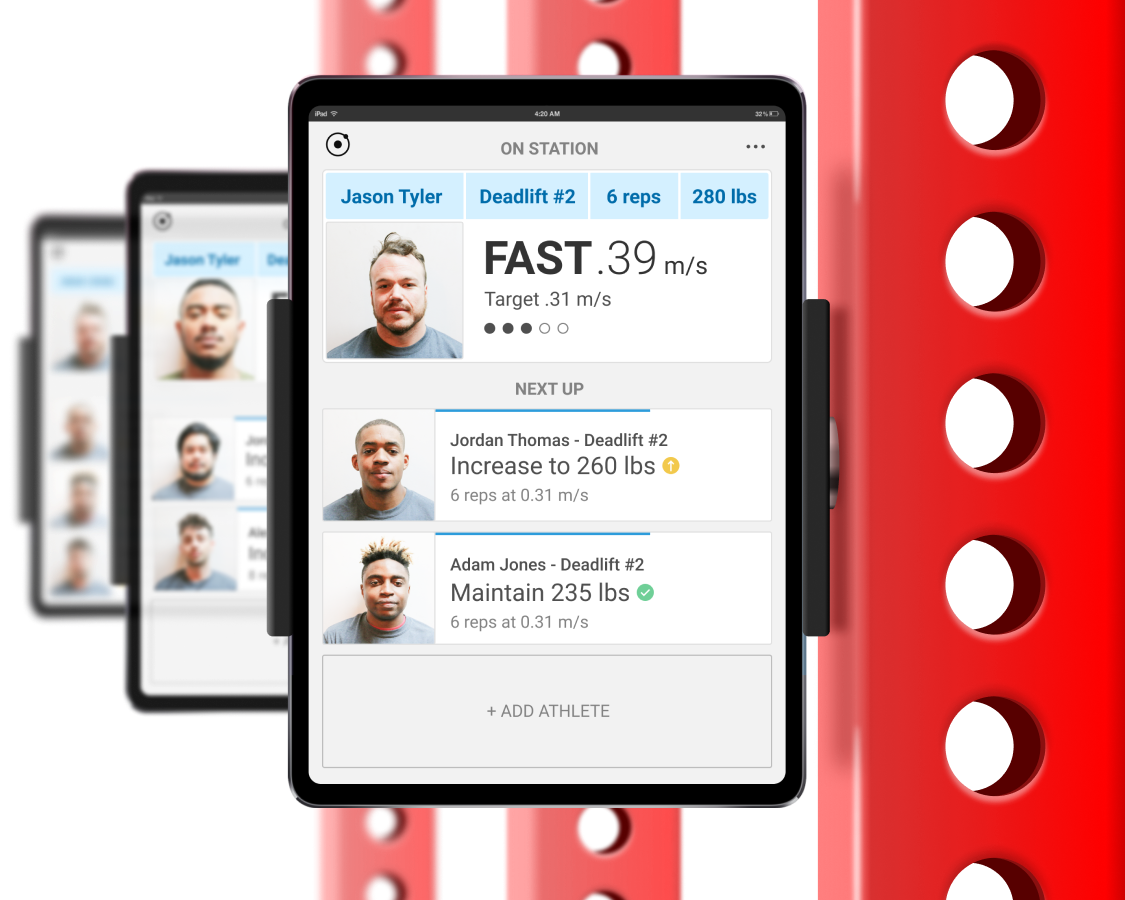 iPad
4:20 AM
32%
ON STATION
Jason Tyler
Deadlift #2
6 reps
280 lbs
FAST .39 m/s
Target .31 m/s
NEXT UP
Jordan Thomas - Deadlift #2
Increase to 260 lbs
6 reps at 0.31 m/s
Adam Jones - Deadlift #2
Maintain 235 lbs
6 reps at 0.31 m/s
+ ADD ATHLETE
Jason Tyler